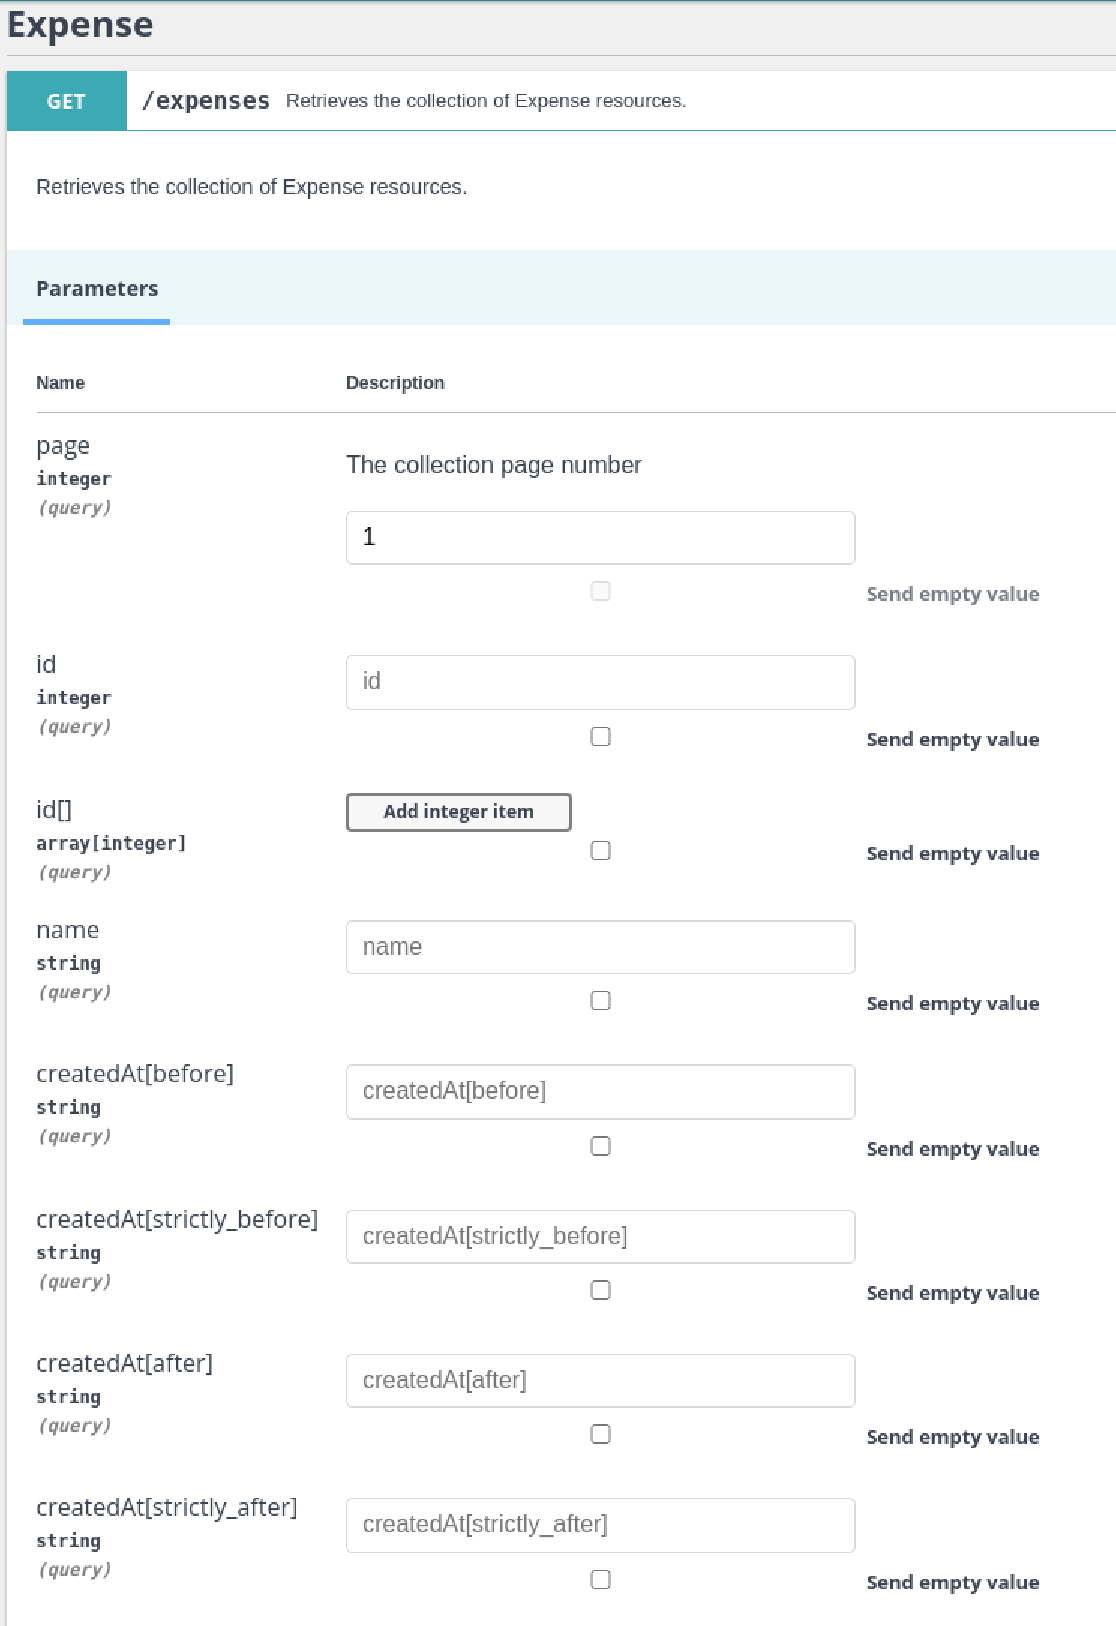 Expense
GET /expenses Retrieves the collection of Expense resources.
Retrieves the collection of Expense resources.
Parameters
Name Description
page
integer
(query)
The collection page number
1
Send empty value
id
integer
(query)
id
Send empty value
id[]
array[integer]
(query)
Add integer item
Send empty value
name
string
(query)
name
Send empty value
createdAt[before]
string
(query)
createdAt[before]
Send empty value
createdAt[strictly_before]
string
(query)
createdAt[strictly_before]
Send empty value
createdAt[after]
string
(query)
createdAt[after]
Send empty value
createdAt[strictly_after]
string
(query)
createdAt[strictly_after]
Send empty value